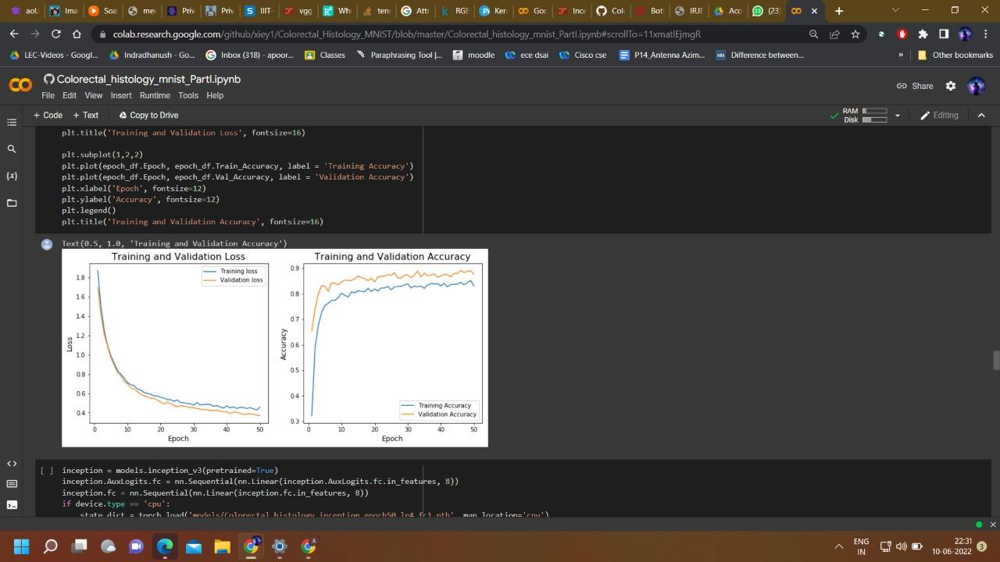 aoU
Ima
Soa
me
Priv
Priv
IIIT-
vgg
Wh
ten
Att
RGE
Ker
Goo
Ince
Col
Bot
IRJE
Acc
(23)
colab.research.google.com/github/xiey1/Colorectal_Histology_MNIST/blob/master/Colorectal_histology_mnist_PartI.ipynb#scrollTo=11xmatlEjmgR
LEC-Videos - Googl...
Indradhanush - Go...
Inbox (318) - apoor...
Classes
Paraphrasing Tool |...
moodle
ece dsai
Cisco cse
P14_Antenna Azim...
Difference between...
»
Other bookmarks
Colorectal_histology_mnist_PartI.ipynb
File Edit View Insert Runtime Tools Help
Share
+ Code + Text Copy to Drive
RAM
Disk
Editing
plt.title('Training and Validation Loss', fontsize=16)
plt.subplot(1,2,2)
plt.plot(epoch_df.Epoch, epoch_df.Train_Accuracy, label = 'Training Accuracy')
plt.plot(epoch_df.Epoch, epoch_df.Val_Accuracy, label = 'Validation Accuracy')
plt.xlabel('Epoch', fontsize=12)
plt.ylabel('Accuracy', fontsize=12)
plt.legend()
plt.title('Training and Validation Accuracy', fontsize=16)
Text(0.5, 1.0, 'Training and Validation Accuracy')
Training and Validation Loss
Training loss
Validation loss
1.8
1.6
1.4
1.2
1.0
0.8
0.6
0.4
Loss
0 10 20 30 40 50
Epoch
Training and Validation Accuracy
0.9
0.8
0.7
0.6
0.5
0.4
0.3
Accuracy
Training Accuracy
Validation Accuracy
0 10 20 30 40 50
Epoch
[ ] inception = models.inception_v3(pretrained=True)
inception.AuxLogits.fc = nn.Sequential(nn.Linear(inception.AuxLogits.fc.in_features, 8))
inception.fc = nn.Sequential(nn.Linear(inception.fc.in_features, 8))
if device.type == 'cpu':
state_dict = torch.load('models/Colorectal_histology_inception_epoch50_lr4_fc1.pth', map_location='cpu')
ENG
IN
22:31
10-06-2022
3